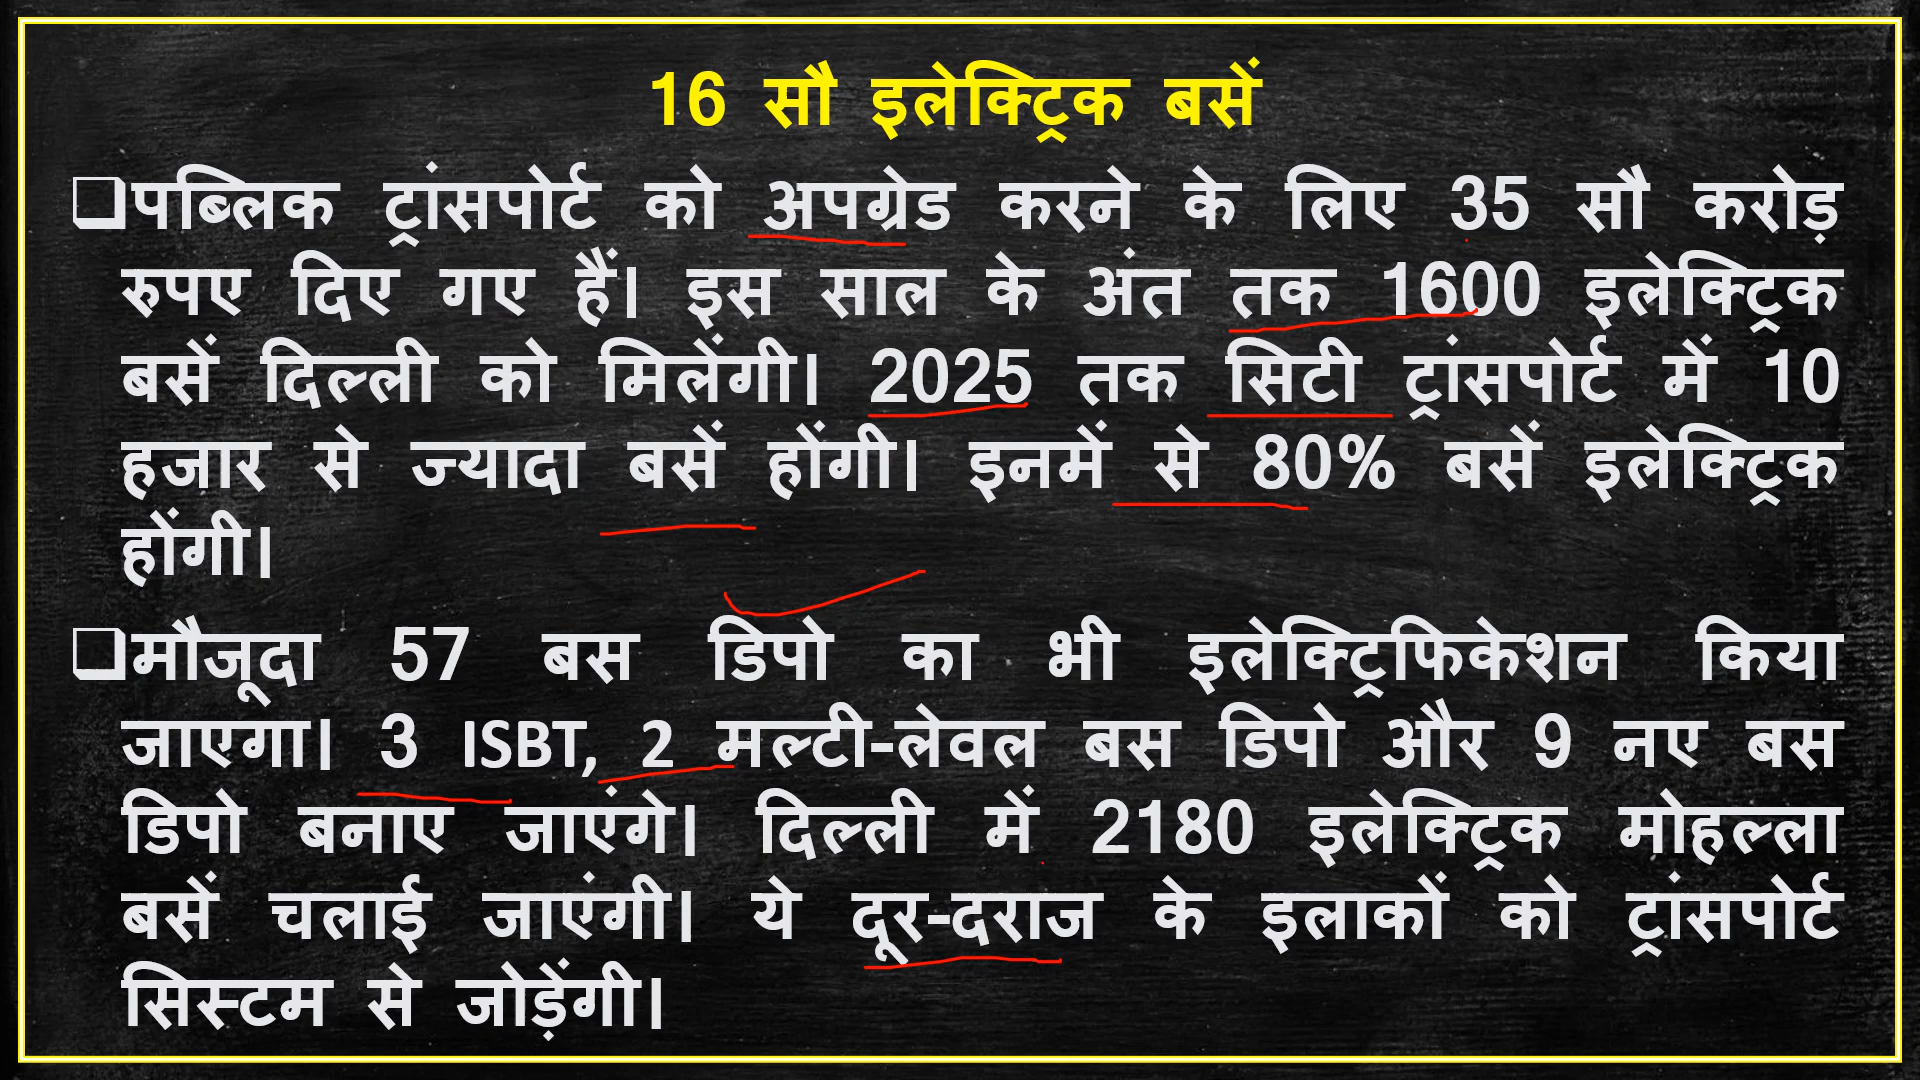 16 सौ इलेक्ट्रिक बसें
पब्लिक ट्रांसपोर्ट को अपग्रेड करने के लिए 35 सौ करोड़
रुपए दिए गए हैं। इस साल के अंत तक 1600 इलेक्ट्रिक
बसें दिल्ली को मिलेंगी। 2025 तक सिटी ट्रांसपोर्ट में 10
हजार से ज्यादा बसें होंगी। इनमें से 80% बसें इलेक्ट्रिक
होंगी।
मौजूदा 57 बस डिपो का भी इलेक्ट्रिफिकेशन किया
जाएगा। 3 ISBT, 2 मल्टी-लेवल बस डिपो और 9 नए बस
डिपो बनाए जाएंगे। दिल्ली में 2180 इलेक्ट्रिक मोहल्ला
बसें चलाई जाएंगी। ये दूर-दराज के इलाकों को ट्रांसपोर्ट
सिस्टम से जोड़ेंगी।